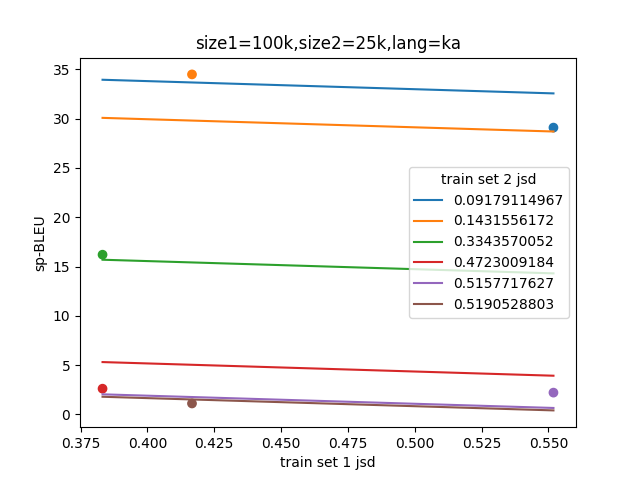 size1=100k,size2=25k,lang=ka
35
30
25
20
15
10
5
0
sp-BLEU
train set 2 jsd
0.09179114967
0.1431556172
0.3343570052
0.4723009184
0.5157717627
0.5190528803
0.375 0.400 0.425 0.450 0.475 0.500 0.525 0.550
train set 1 jsd